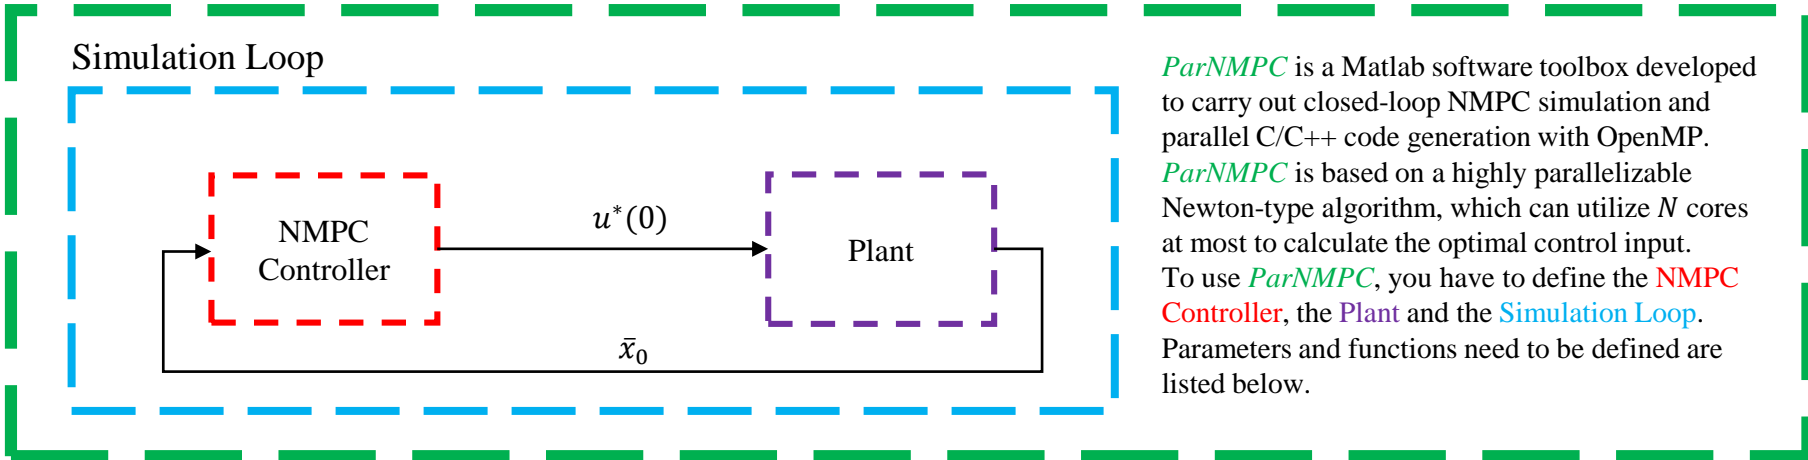 Simulation Loop
NMPC
Controller
u*(0)
Plant
x̄₀
ParNMPC is a Matlab software toolbox developed
to carry out closed-loop NMPC simulation and
parallel C/C++ code generation with OpenMP.
ParNMPC is based on a highly parallelizable
Newton-type algorithm, which can utilize N cores
at most to calculate the optimal control input.
To use ParNMPC, you have to define the NMPC
Controller, the Plant and the Simulation Loop.
Parameters and functions need to be defined are
listed below.